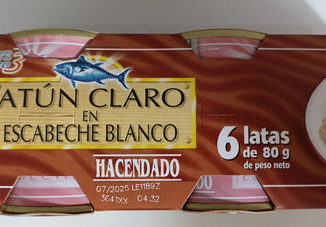 ATÚN CLARO
EN
ESCABECHE BLANCO
6 latas
de 80 g
de peso neto
HACENDADO
07/2025 LE1189Z
3641XX 04:32